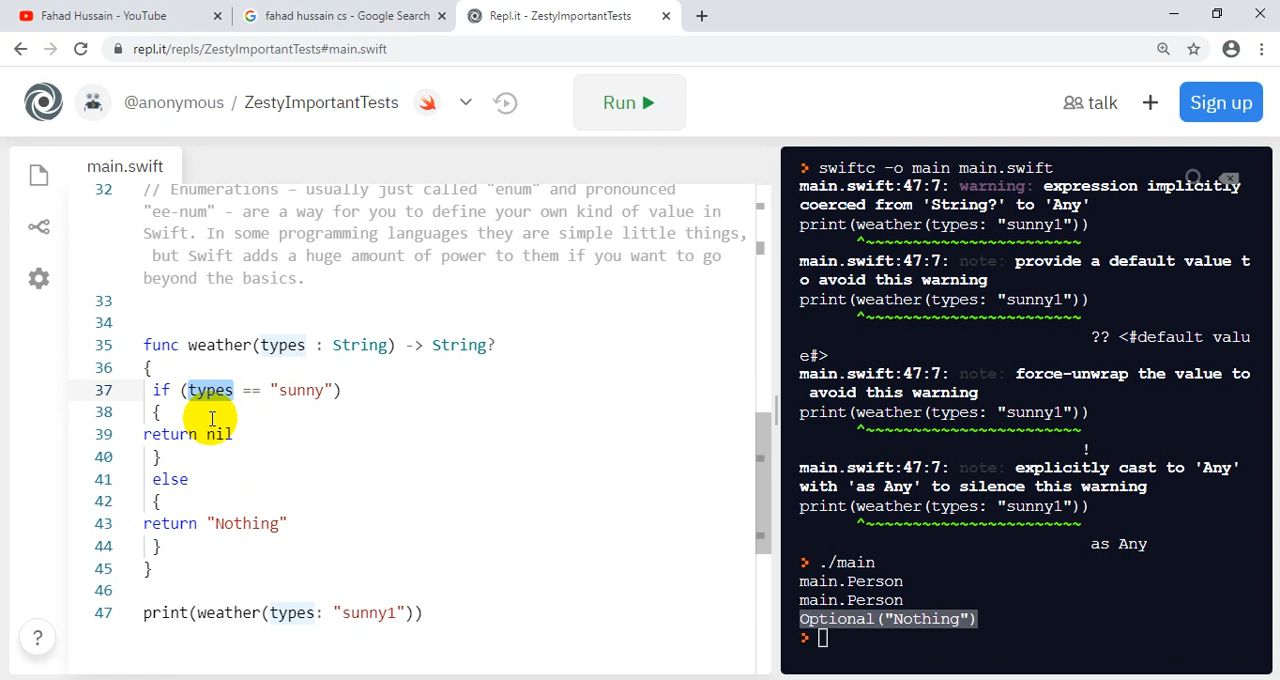 Fahad Hussain - YouTube
fahad hussain cs - Google Search
Repl.it - ZestyImportantTests
repl.it/repls/ZestyImportantTests#main.swift
@anonymous / ZestyImportantTests
Run
talk
Sign up
main.swift
32 // Enumerations – usually just called "enum" and pronounced
"ee-num" - are a way for you to define your own kind of value in
Swift. In some programming languages they are simple little things,
but Swift adds a huge amount of power to them if you want to go
beyond the basics.
33
34
35 func weather(types : String) -> String?
36 {
37 if (types == "sunny")
38 {
39 return nil
40 }
41 else
42 {
43 return "Nothing"
44 }
45 }
46
47 print(weather(types: "sunny1"))
?
> swiftc -o main main.swift
main.swift:47:7: warning: expression implicitly
coerced from 'String?' to 'Any'
print(weather(types: "sunny1"))
^~~~~~~~~~~~~~~~~~~~~~~~
main.swift:47:7: note: provide a default value t
o avoid this warning
print(weather(types: "sunny1"))
^~~~~~~~~~~~~~~~~~~~~~~~
?? <#default valu
e#>
main.swift:47:7: note: force-unwrap the value to
avoid this warning
print(weather(types: "sunny1"))
^~~~~~~~~~~~~~~~~~~~~~~~
!
main.swift:47:7: note: explicitly cast to 'Any'
with 'as Any' to silence this warning
print(weather(types: "sunny1"))
^~~~~~~~~~~~~~~~~~~~~~~~
as Any
> ./main
main.Person
main.Person
Optional("Nothing")
>